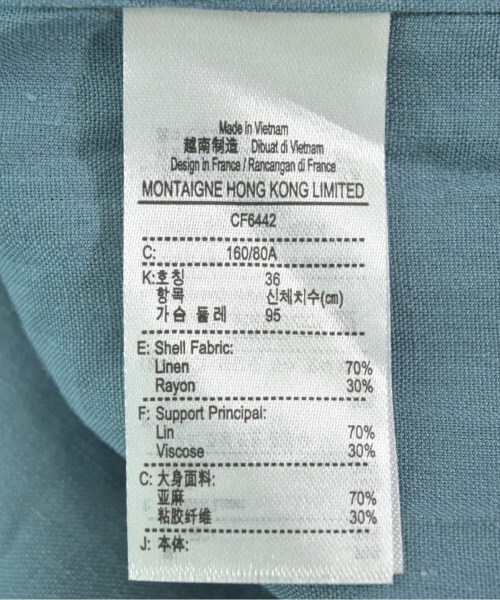 Made in Vietnam
越南制造 Dibuat di Vietnam
Design in France / Rancangan di France
MONTAIGNE HONG KONG LIMITED
CF6442
C: 160/80A
K:호칭 36
항목 신체치수(cm)
가슴 둘레 95
E: Shell Fabric:
Linen 70%
Rayon 30%
F: Support Principal:
Lin 70%
Viscose 30%
C: 大身面料:
亚麻 70%
粘胶纤维 30%
J: 本体: